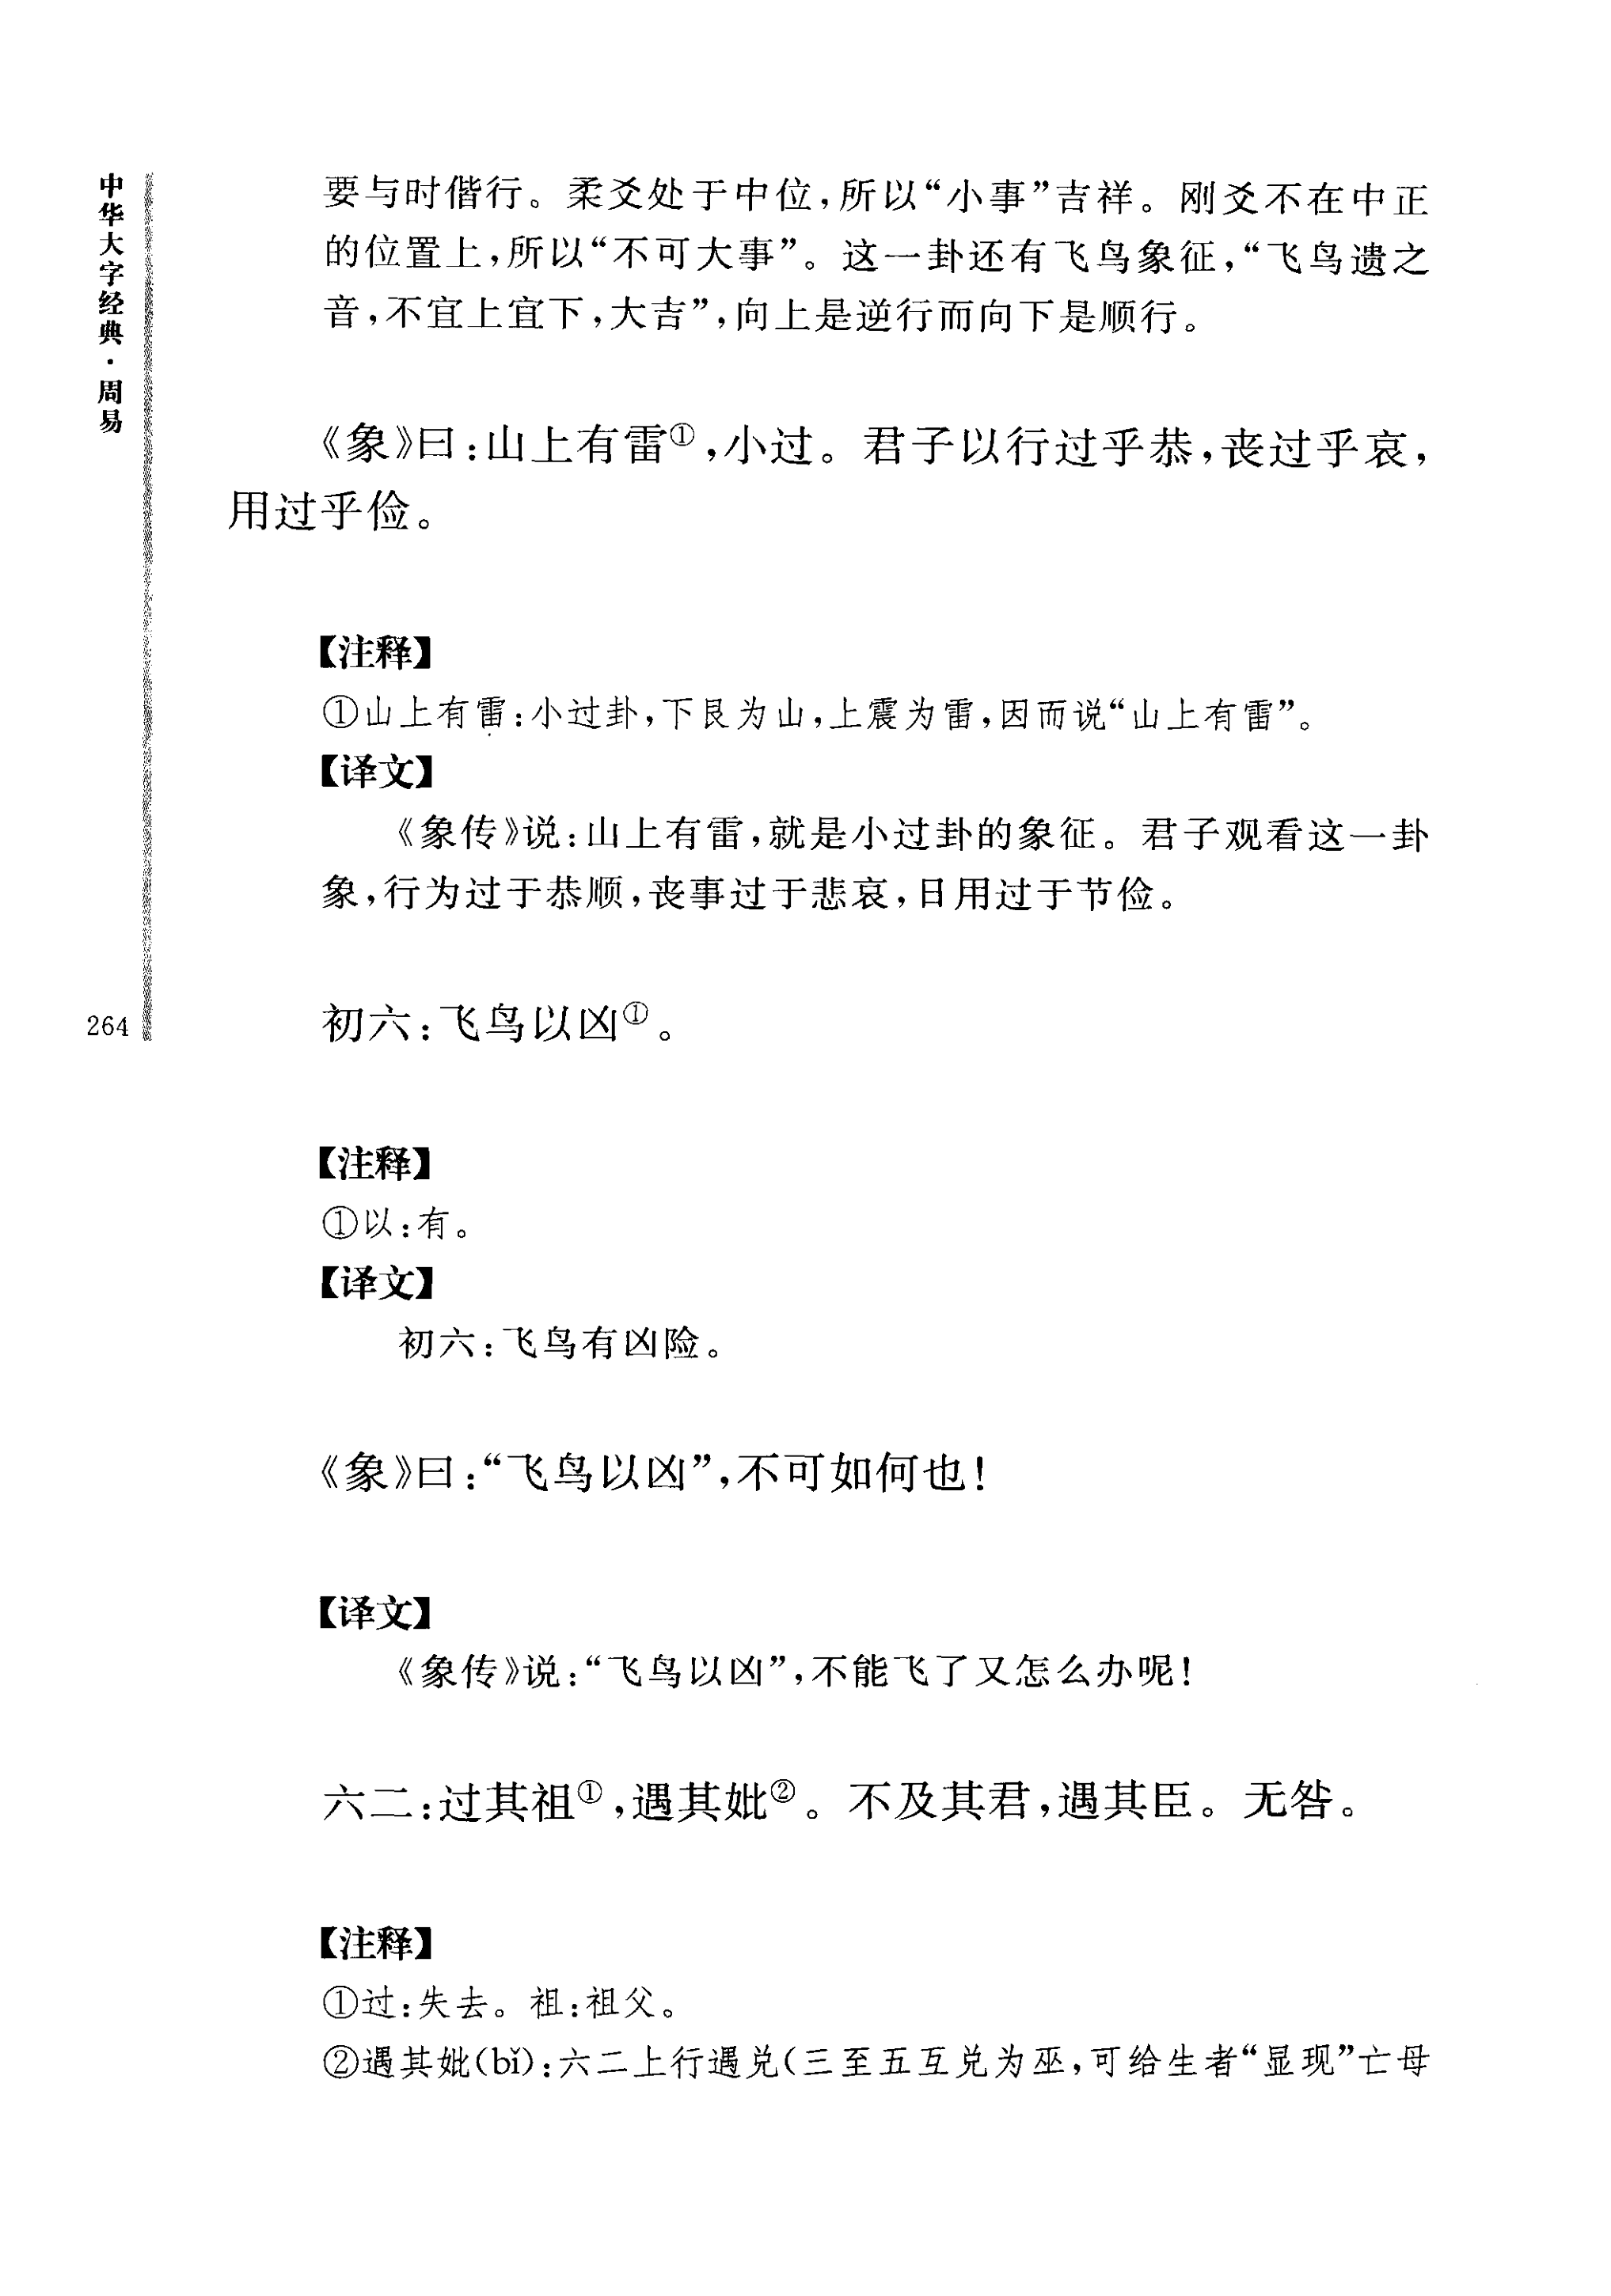 中华大字经典·周易
264
要与时偕行。柔爻处于中位，所以“小事”吉祥。刚爻不在中正
的位置上，所以“不可大事”。这一卦还有飞鸟象征，“飞鸟遗之
音，不宜上宜下，大吉”，向上是逆行而向下是顺行。
《象》曰：山上有雷①，小过。君子以行过乎恭，丧过乎哀，
用过乎俭。
【注释】
①山上有雷：小过卦，下艮为山，上震为雷，因而说“山上有雷”。
【译文】
《象传》说：山上有雷，就是小过卦的象征。君子观看这一卦
象，行为过于恭顺，丧事过于悲哀，日用过于节俭。
初六：飞鸟以凶①。
【注释】
①以：有。
【译文】
初六：飞鸟有凶险。
《象》曰：“飞鸟以凶”，不可如何也！
【译文】
《象传》说：“飞鸟以凶”，不能飞了又怎么办呢！
六二：过其祖①，遇其妣②。不及其君，遇其臣。无咎。
【注释】
①过：失去。祖：祖父。
②遇其妣（bǐ）：六二上行遇兑（三至五互兑为巫，可给生者“显现”亡母